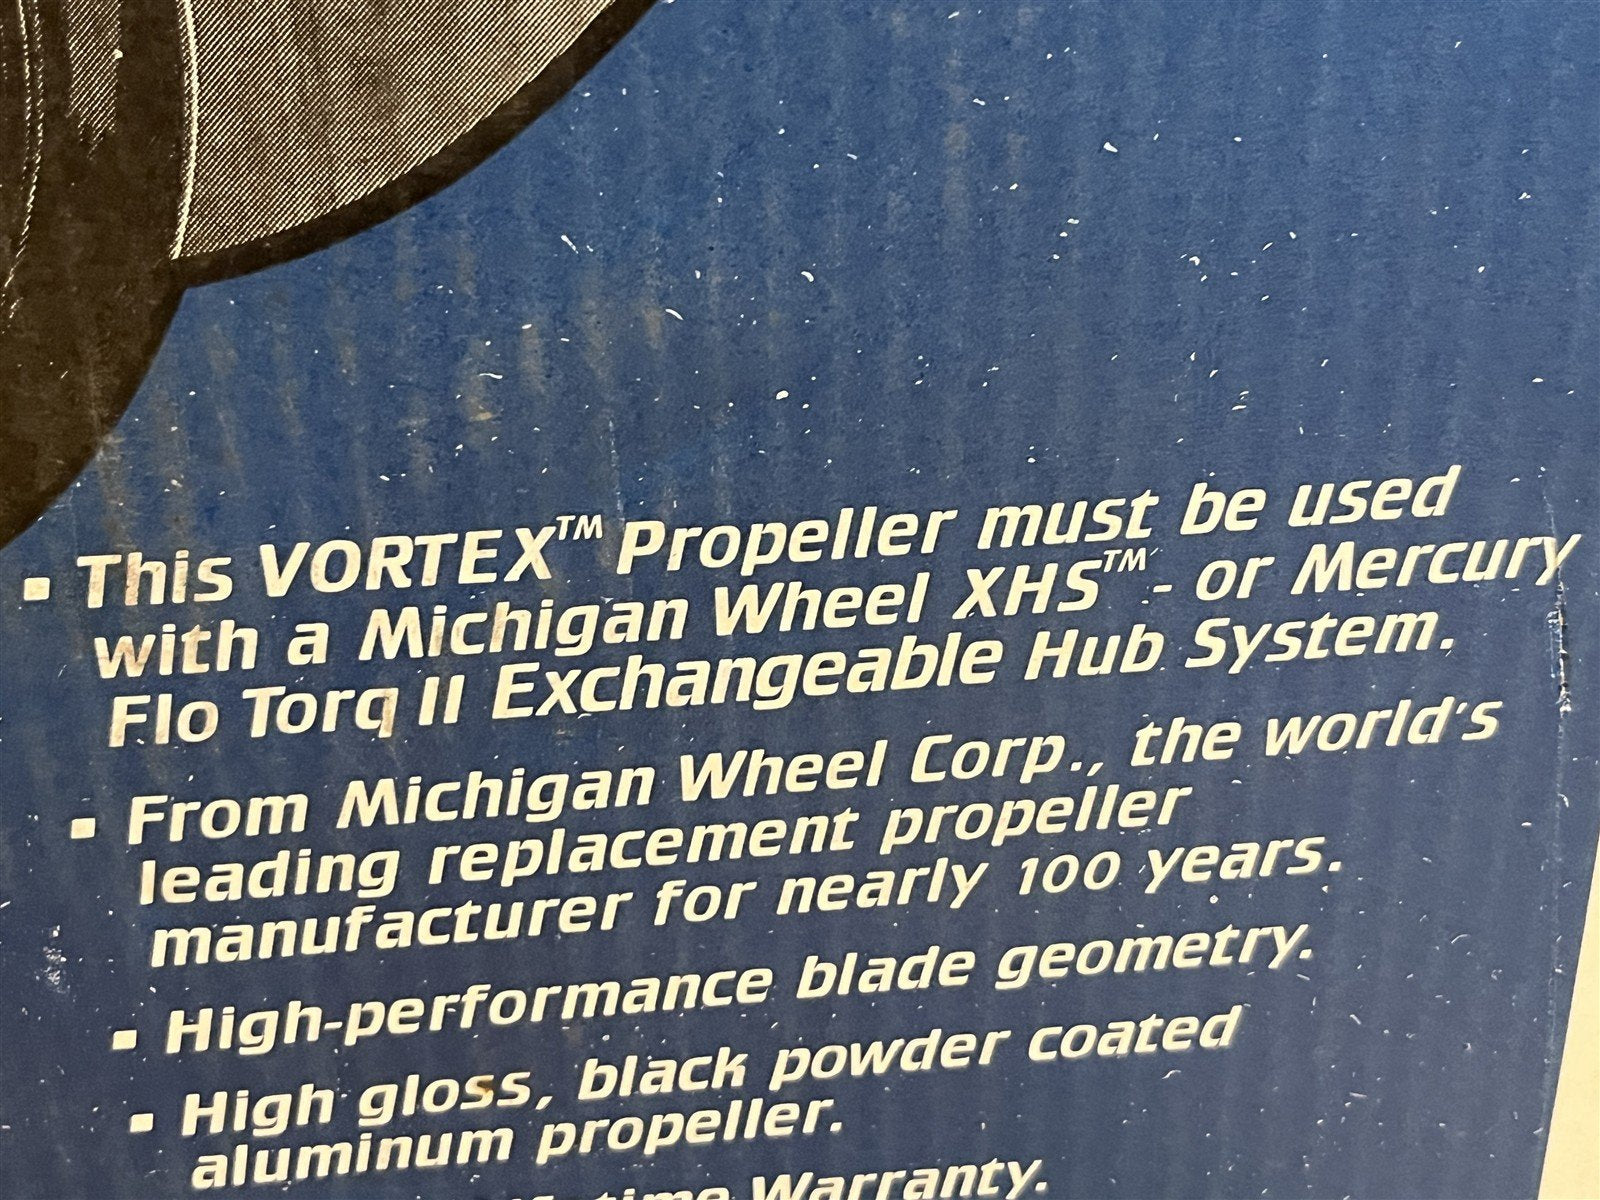 ▪ This VORTEX™ Propeller must be used
with a Michigan Wheel XHS™ - or Mercury
Flo Torq II Exchangeable Hub System.
▪ From Michigan Wheel Corp., the world's
leading replacement propeller
manufacturer for nearly 100 years.
▪ High-performance blade geometry.
▪ High gloss, black powder coated
aluminum propeller.
Warranty.